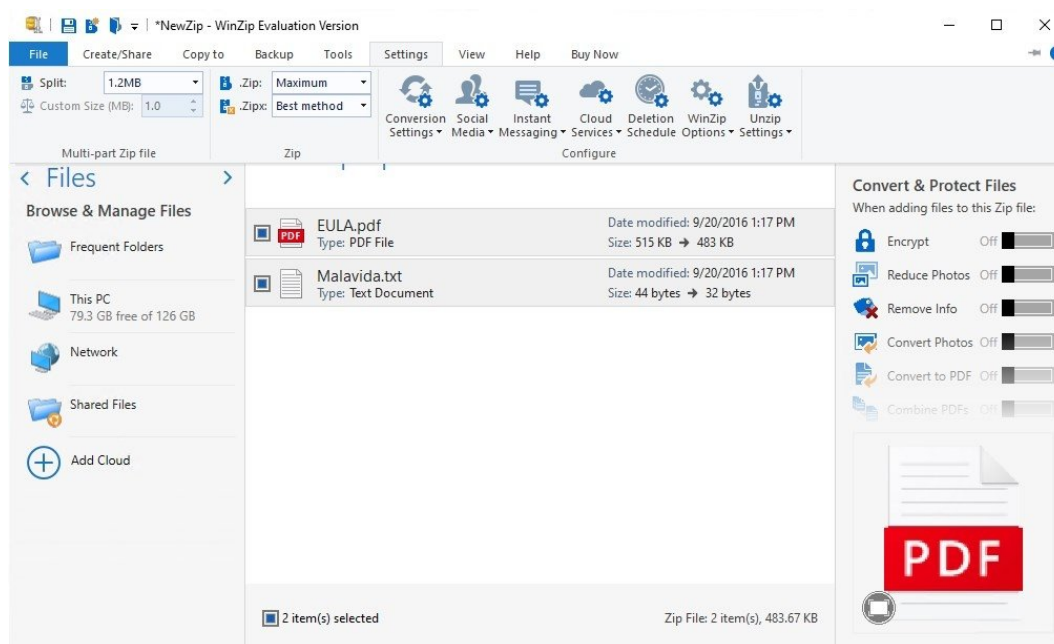 *NewZip - WinZip Evaluation Version
File Create/Share Copy to Backup Tools Settings View Help Buy Now
Split: 1.2MB
Custom Size (MB): 1.0
Multi-part Zip file
.Zip: Maximum
.Zipx: Best method
Zip
Conversion Settings
Social Media
Instant Messaging
Cloud Services
Deletion Schedule
WinZip Options
Unzip Settings
Configure
Files
Browse & Manage Files
Frequent Folders
This PC
79.3 GB free of 126 GB
Network
Shared Files
Add Cloud
PDF
EULA.pdf
Type: PDF File
Date modified: 9/20/2016 1:17 PM
Size: 515 KB → 483 KB
Malavida.txt
Type: Text Document
Date modified: 9/20/2016 1:17 PM
Size: 44 bytes → 32 bytes
2 item(s) selected
Zip File: 2 item(s), 483.67 KB
Convert & Protect Files
When adding files to this Zip file:
Encrypt Off
Reduce Photos Off
Remove Info Off
Convert Photos Off
Convert to PDF Off
Combine PDFs Off
PDF